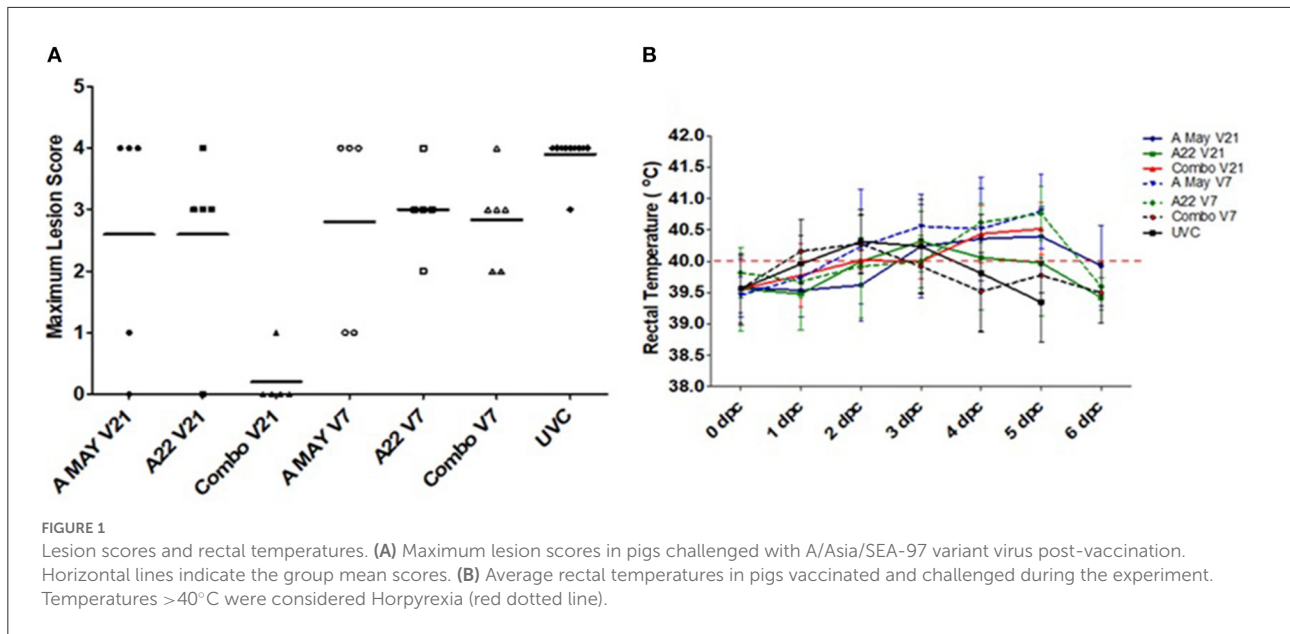 A
B
Maximum Lesion Score
5
4
3
2
1
0
A MAY V21
A22 V21
Combo V21
A MAY V7
A22 V7
Combo V7
UVC
Rectal Temperature ( °C)
42.0
41.5
41.0
40.5
40.0
39.5
39.0
38.5
38.0
0 dpc
1 dpc
2 dpc
3 dpc
4 dpc
5 dpc
6 dpc
A May V21
A22 V21
Combo V21
A May V7
A22 V7
Combo V7
UVC
FIGURE 1
Lesion scores and rectal temperatures. (A) Maximum lesion scores in pigs challenged with A/Asia/SEA-97 variant virus post-vaccination.
Horizontal lines indicate the group mean scores. (B) Average rectal temperatures in pigs vaccinated and challenged during the experiment.
Temperatures >40°C were considered Horpyrexia (red dotted line).